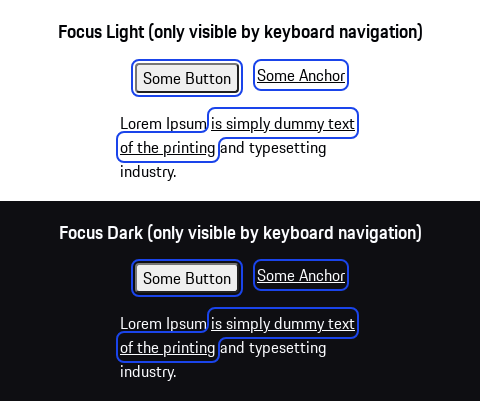 Focus Light (only visible by keyboard navigation)
Some Button Some Anchor
Lorem Ipsum is simply dummy text
of the printing and typesetting
industry.
Focus Dark (only visible by keyboard navigation)
Some Button Some Anchor
Lorem Ipsum is simply dummy text
of the printing and typesetting
industry.